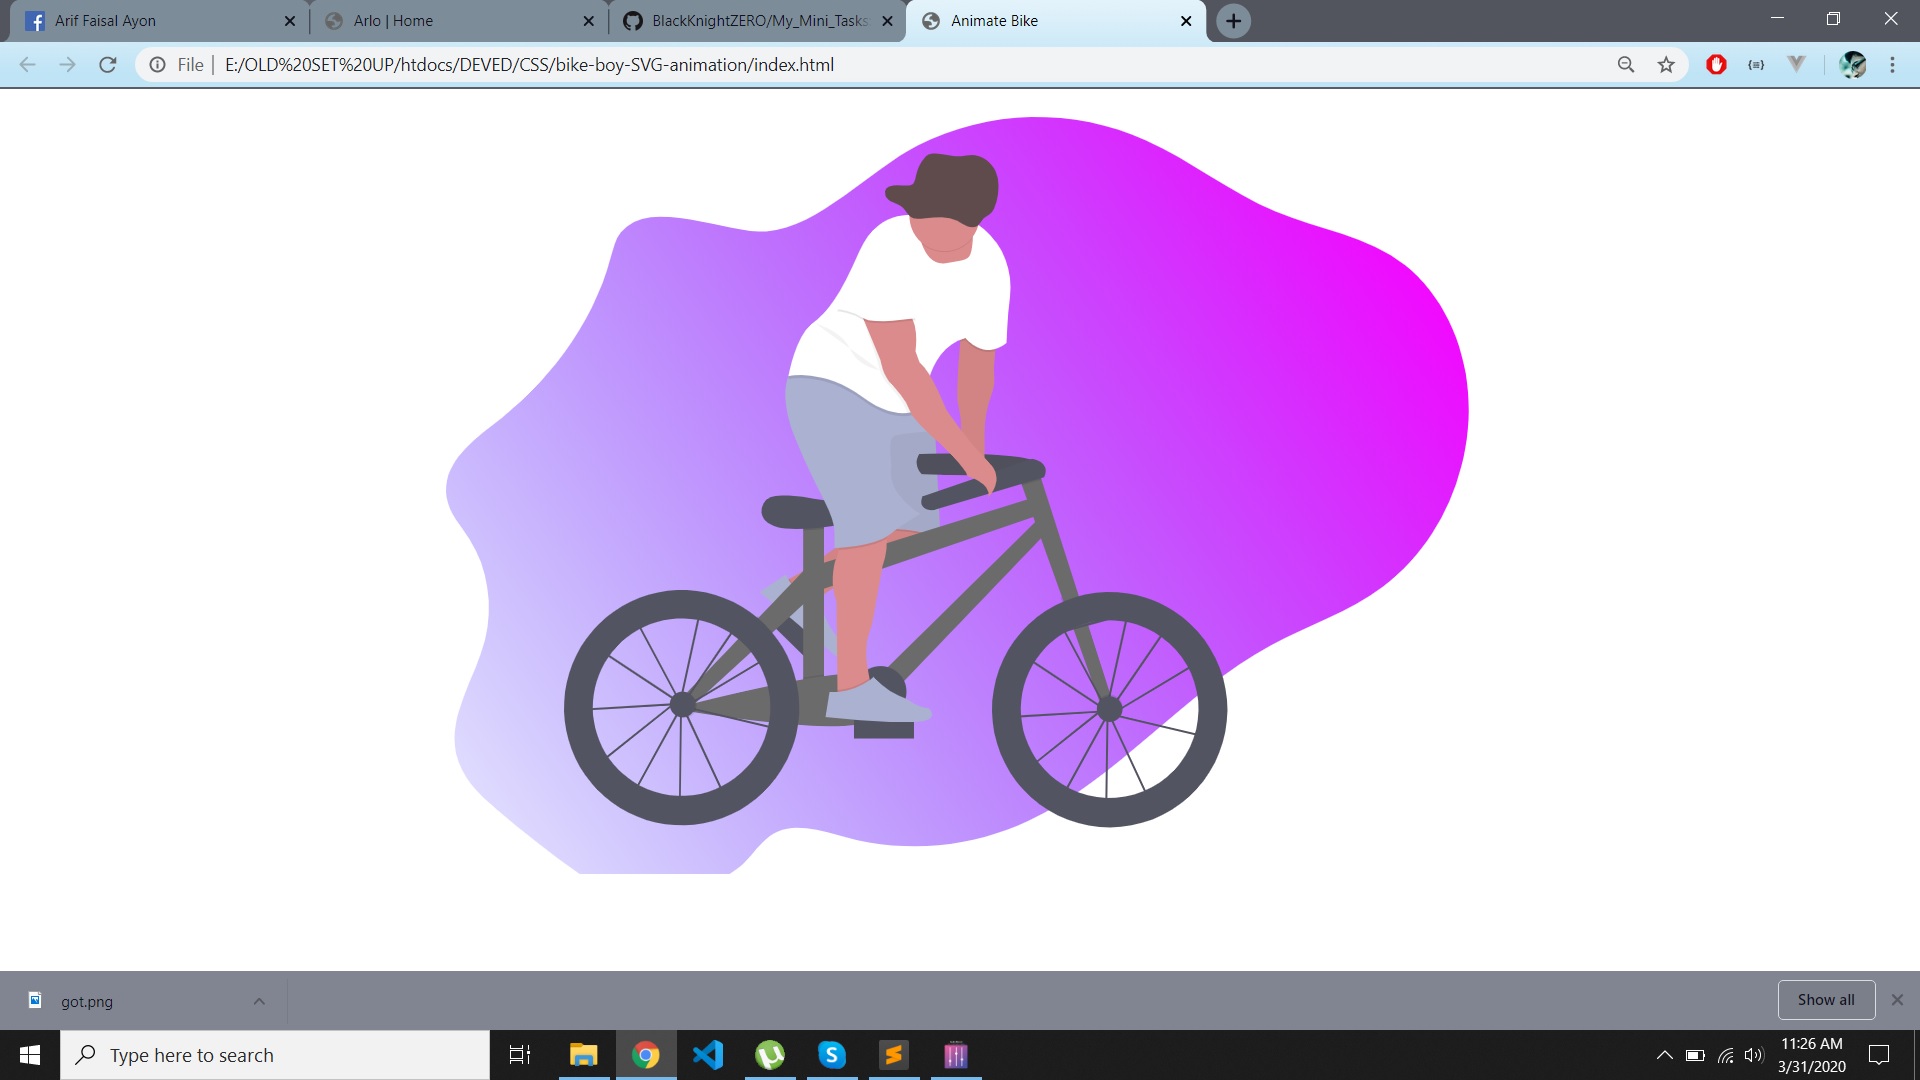 Arif Faisal Ayon
Arlo | Home
BlackKnightZERO/My_Mini_Tasks
Animate Bike
File | E:/OLD%20SET%20UP/htdocs/DEVED/CSS/bike-boy-SVG-animation/index.html
got.png
Show all
Type here to search
11:26 AM
3/31/2020